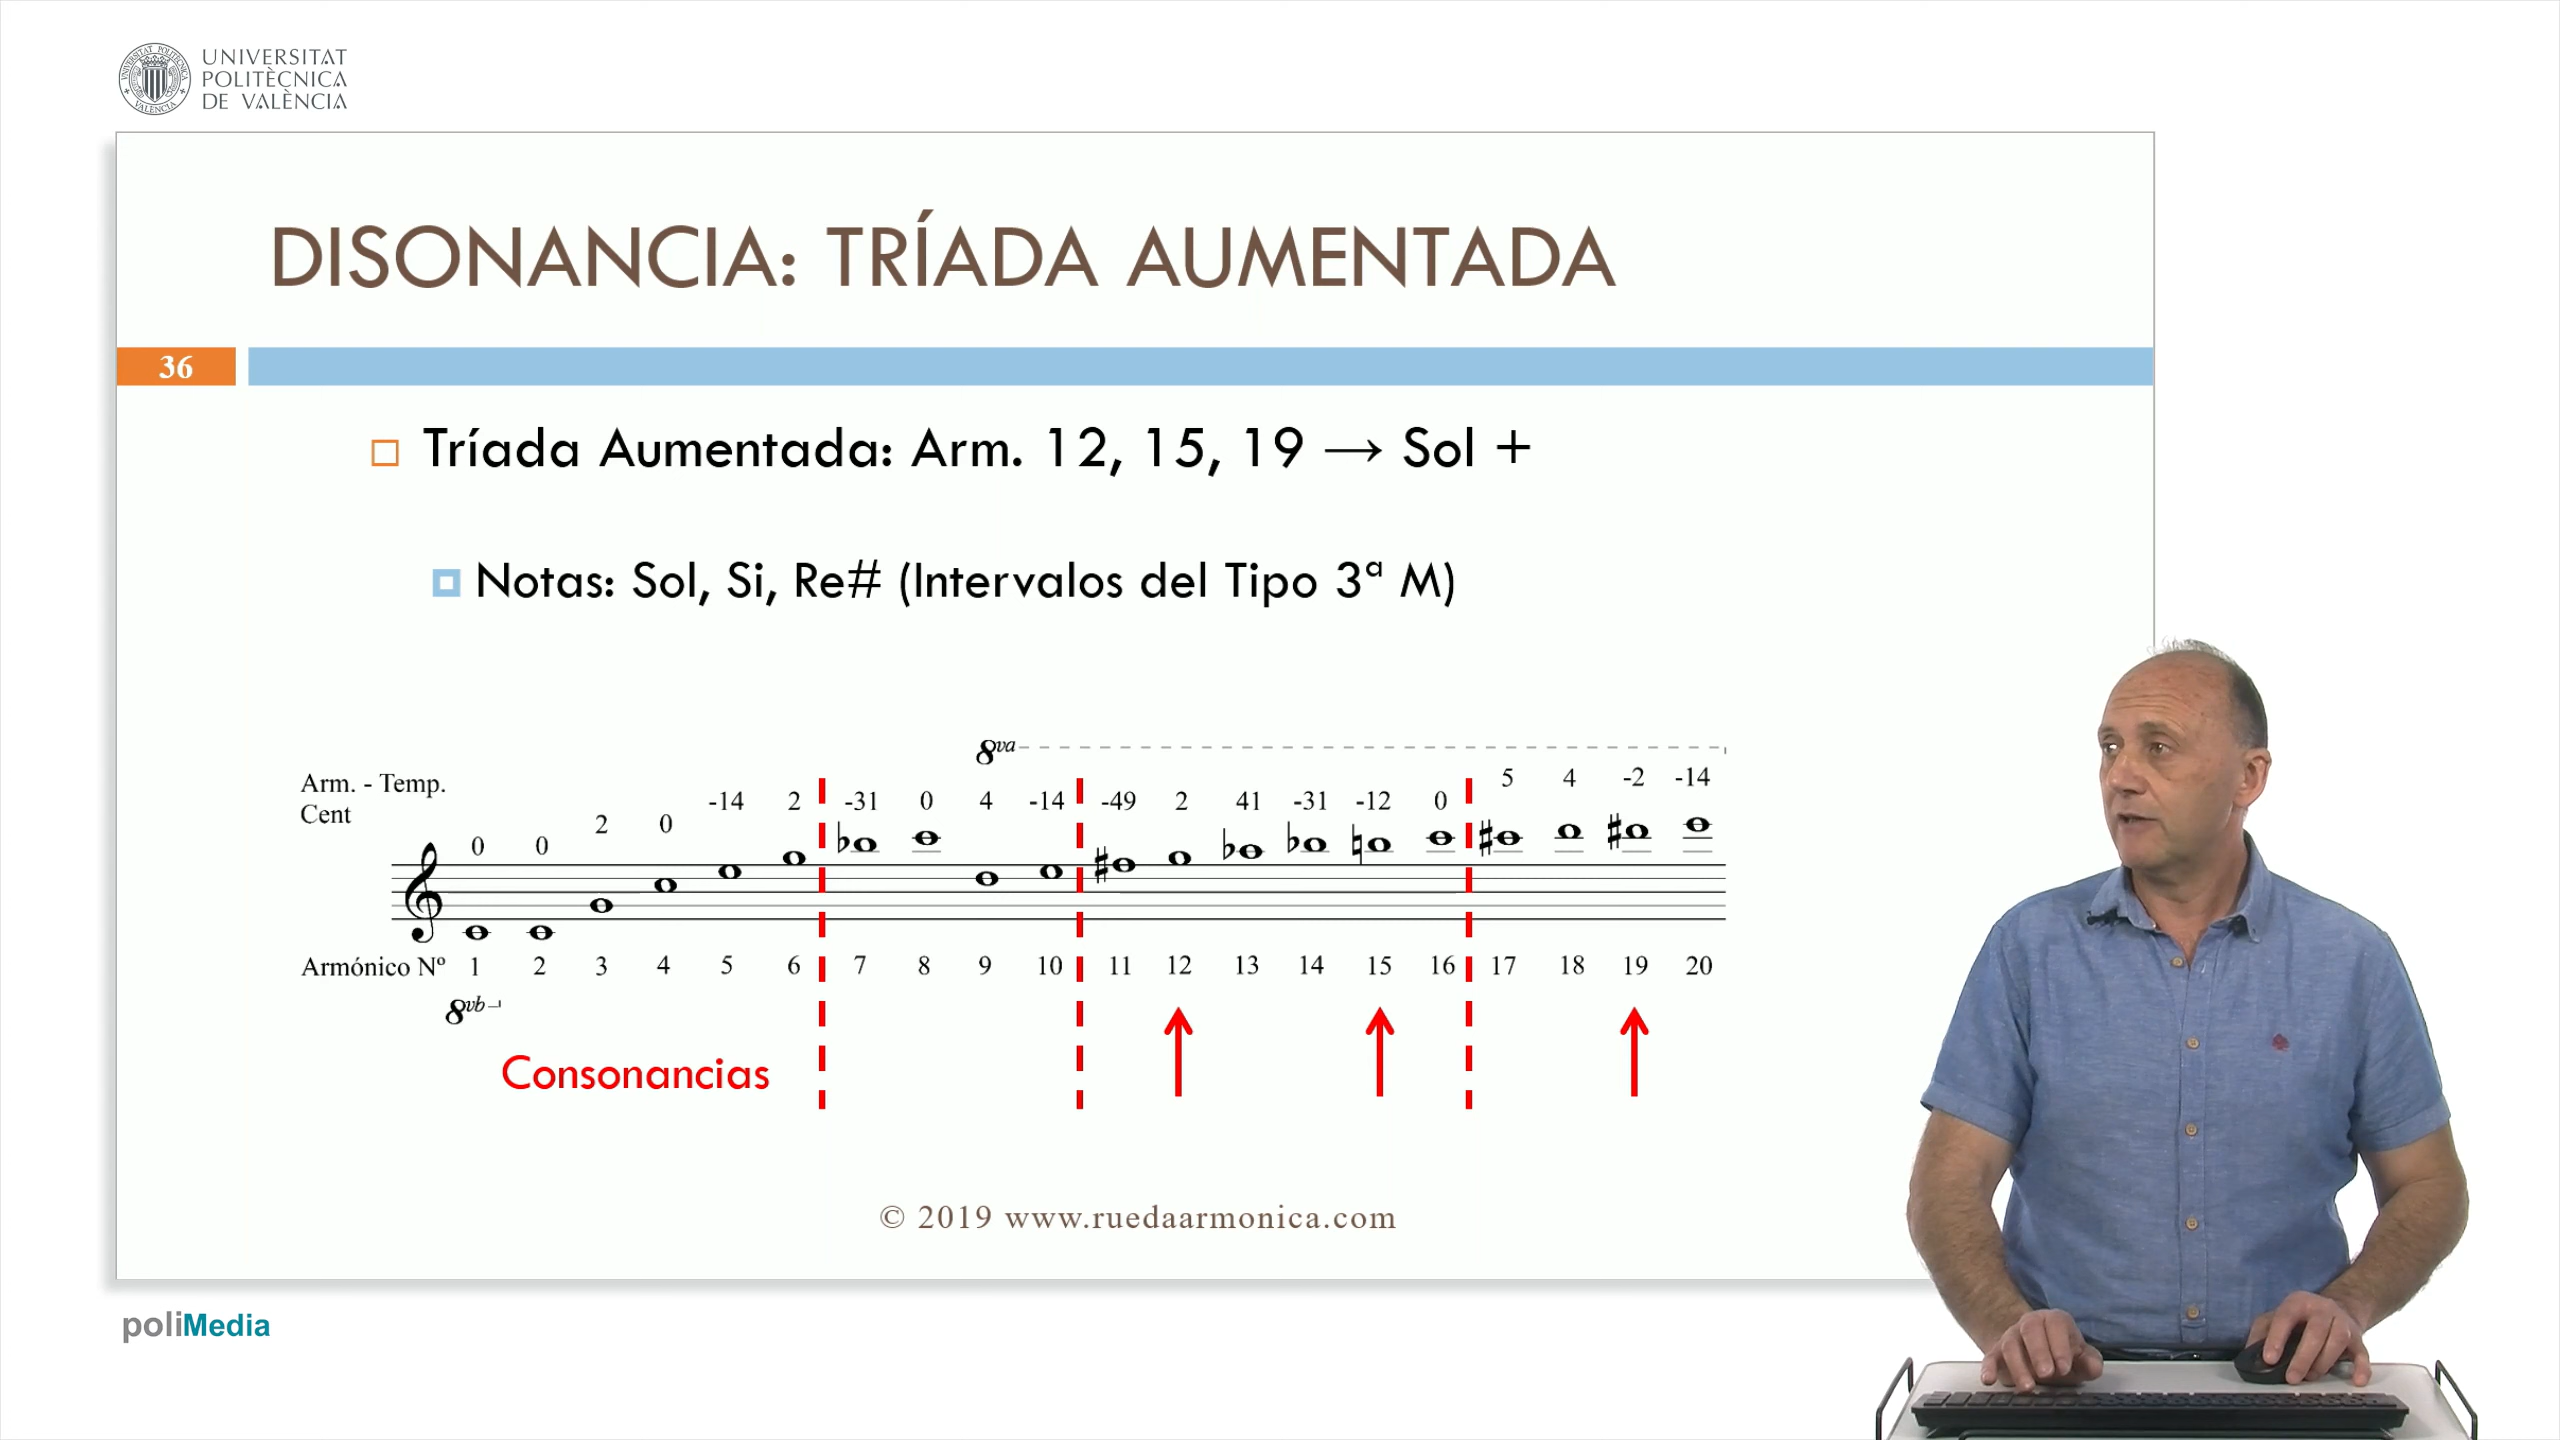 UNIVERSITAT
POLITÈCNICA
DE VALÈNCIA
DISONANCIA: TRÍADA AUMENTADA
36
Tríada Aumentada: Arm. 12, 15, 19 → Sol +
Notas: Sol, Si, Re# (Intervalos del Tipo 3ª M)
8va
Arm. - Temp.
Cent
0 0 2 0 -14 2 -31 0 4 -14 -49 2 41 -31 -12 0 5 4 -2 -14
Armónico Nº 1 2 3 4 5 6 7 8 9 10 11 12 13 14 15 16 17 18 19 20
8vb
Consonancias
© 2019 www.ruedaarmonica.com
poliMedia